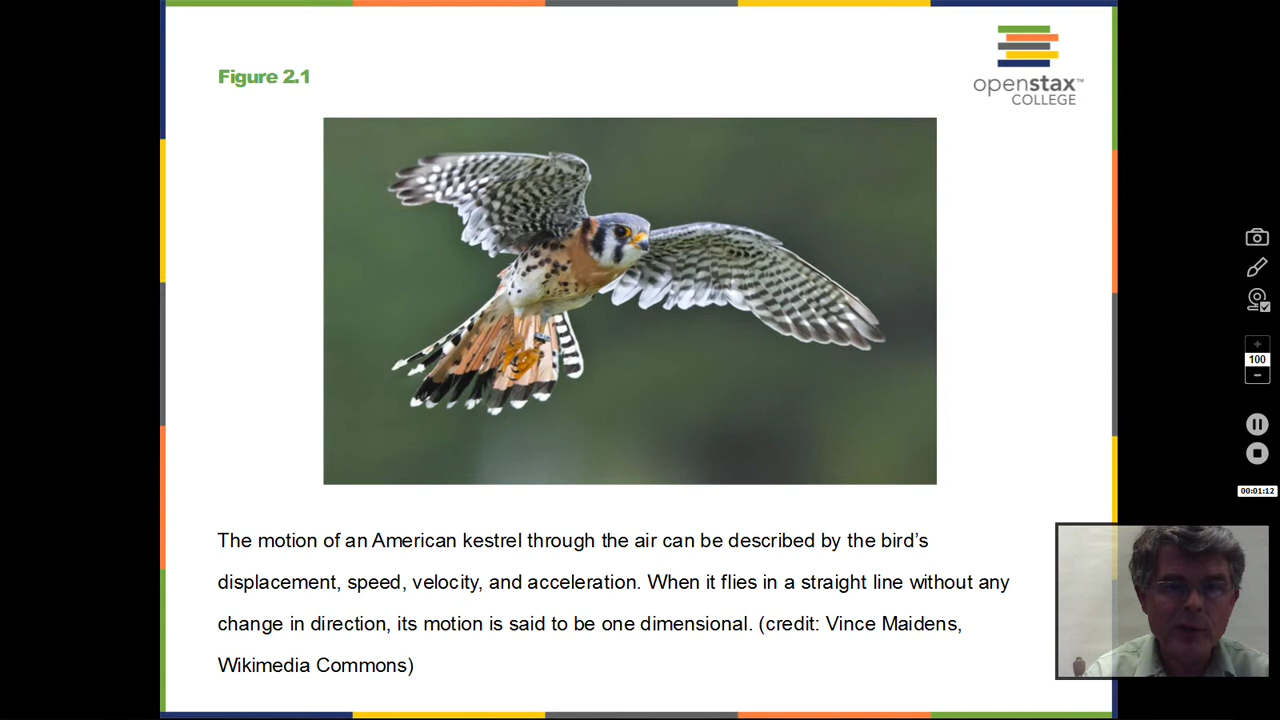 Figure 2.1
openstax™
COLLEGE
The motion of an American kestrel through the air can be described by the bird’s
displacement, speed, velocity, and acceleration. When it flies in a straight line without any
change in direction, its motion is said to be one dimensional. (credit: Vince Maidens,
Wikimedia Commons)
+
100
−
00:01:12